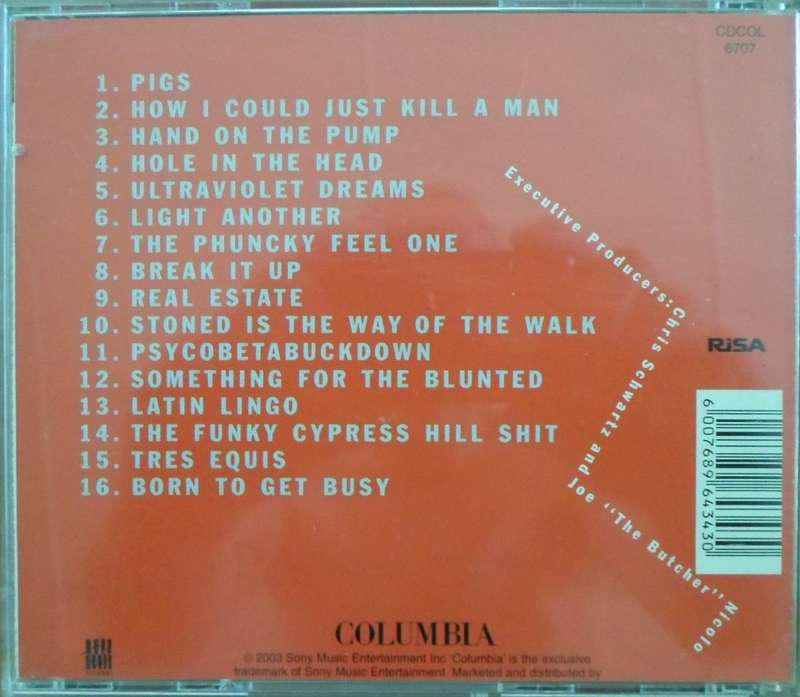 CDCOL
6707
1. PIGS
2. HOW I COULD JUST KILL A MAN
3. HAND ON THE PUMP
4. HOLE IN THE HEAD
5. ULTRAVIOLET DREAMS
6. LIGHT ANOTHER
7. THE PHUNCKY FEEL ONE
8. BREAK IT UP
9. REAL ESTATE
10. STONED IS THE WAY OF THE WALK
11. PSYCOBETABUCKDOWN
12. SOMETHING FOR THE BLUNTED
13. LATIN LINGO
14. THE FUNKY CYPRESS HILL SHIT
15. TRES EQUIS
16. BORN TO GET BUSY
Executive Producers:
Chris Schwartz and
Joe "The Butcher" Nicolo
RiSA
6 007689 643430
COLUMBIA
© 2003 Sony Music Entertainment Inc 'Columbia' is the exclusive
trademark of Sony Music Entertainment. Marketed and distributed by